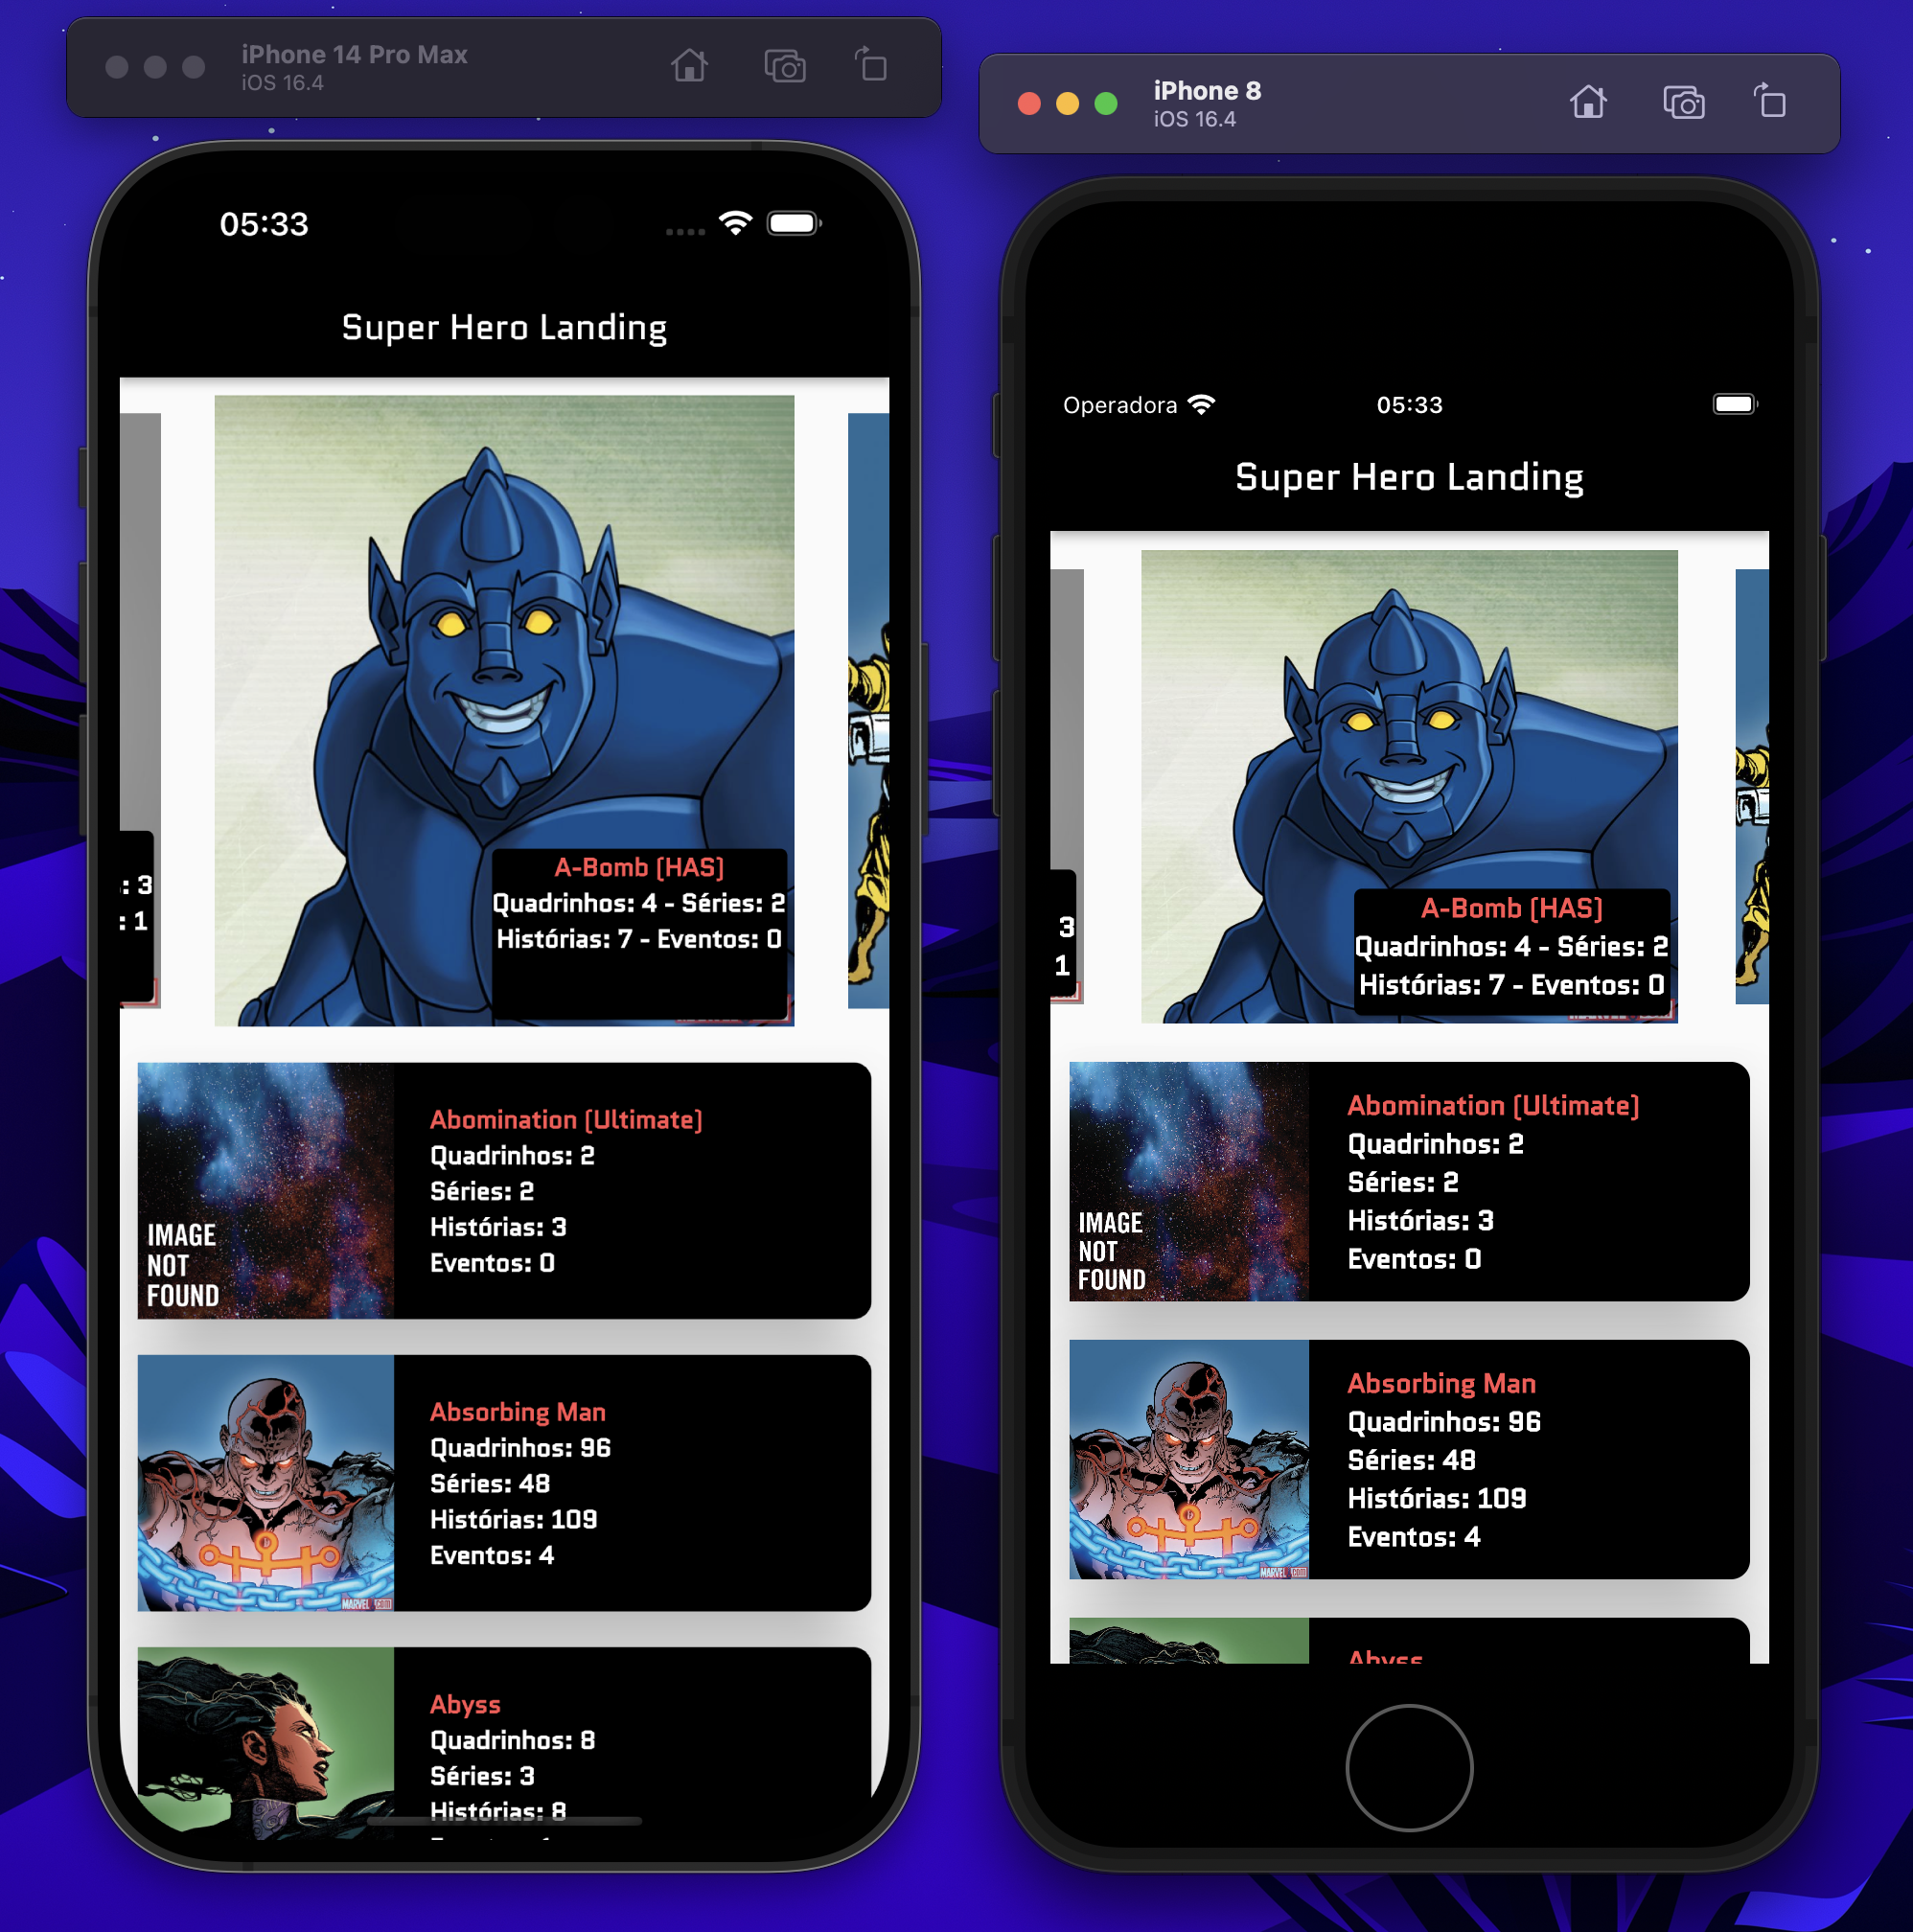 iPhone 14 Pro Max
iOS 16.4
05:33
Super Hero Landing
: 3
: 1
A-Bomb (HAS)
Quadrinhos: 4 - Séries: 2
Histórias: 7 - Eventos: 0
IMAGE
NOT
FOUND
Abomination (Ultimate)
Quadrinhos: 2
Séries: 2
Histórias: 3
Eventos: 0
Absorbing Man
Quadrinhos: 96
Séries: 48
Histórias: 109
Eventos: 4
MARVEL.COM
Abyss
Quadrinhos: 8
Séries: 3
Histórias: 8
iPhone 8
iOS 16.4
Operadora
05:33
Super Hero Landing
3
1
A-Bomb (HAS)
Quadrinhos: 4 - Séries: 2
Histórias: 7 - Eventos: 0
IMAGE
NOT
FOUND
Abomination (Ultimate)
Quadrinhos: 2
Séries: 2
Histórias: 3
Eventos: 0
Absorbing Man
Quadrinhos: 96
Séries: 48
Histórias: 109
Eventos: 4
MARVEL.COM
Abyss